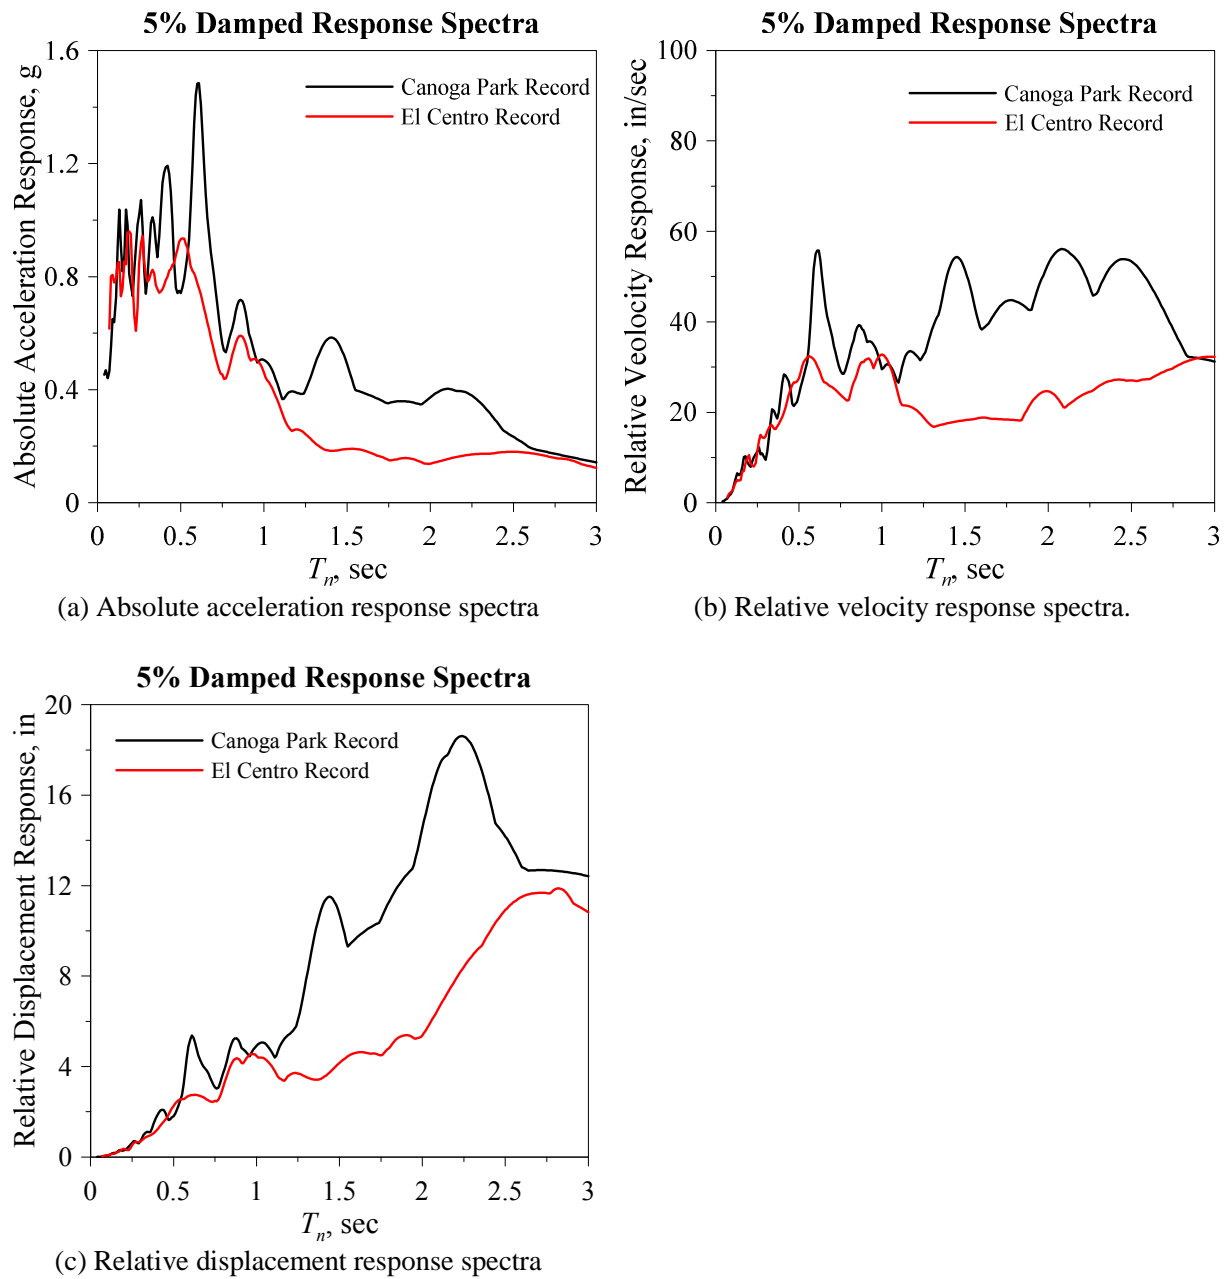 5% Damped Response Spectra
Absolute Acceleration Response, g
1.6
1.2
0.8
0.4
0
Canoga Park Record
El Centro Record
0 0.5 1 1.5 2 2.5 3
Tn, sec
(a) Absolute acceleration response spectra
5% Damped Response Spectra
Relative Veolocity Response, in/sec
100
80
60
40
20
0
Canoga Park Record
El Centro Record
0 0.5 1 1.5 2 2.5 3
Tn, sec
(b) Relative velocity response spectra.
5% Damped Response Spectra
Relative Displacement Response, in
20
16
12
8
4
0
Canoga Park Record
El Centro Record
0 0.5 1 1.5 2 2.5 3
Tn, sec
(c) Relative displacement response spectra